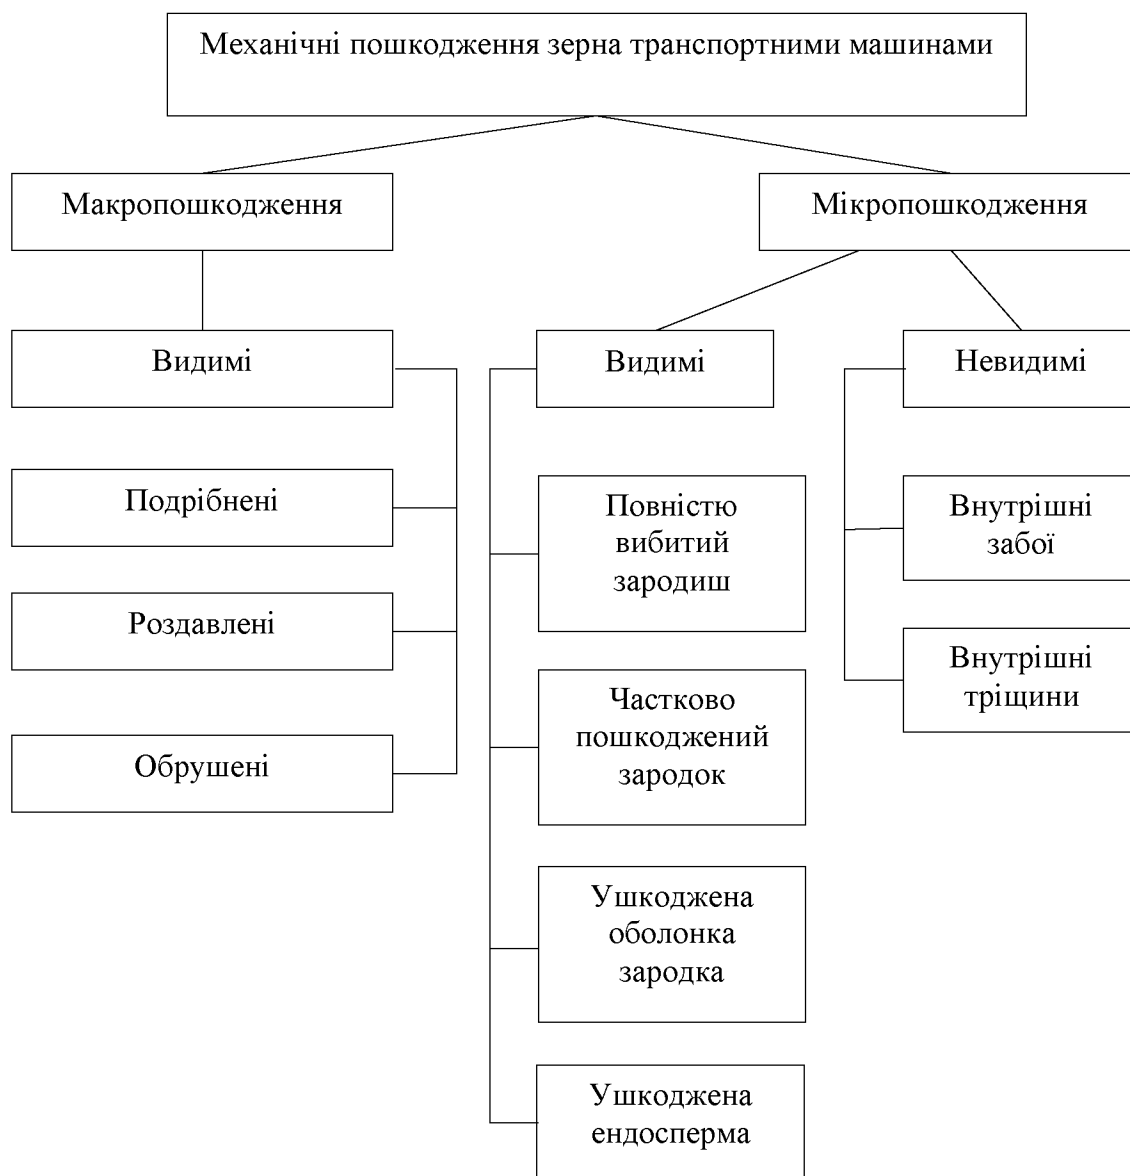 Механічні пошкодження зерна транспортними машинами
Макропошкодження
Мікропошкодження
Видимі
Видимі
Невидимі
Подрібнені
Роздавлені
Обрушені
Повністю
вибитий
зародиш
Частково
пошкоджений
зародок
Ушкоджена
оболонка
зародка
Ушкоджена
ендосперма
Внутрішні
забої
Внутрішні
тріщини